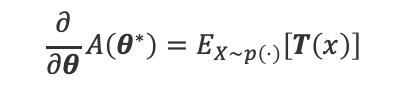 ∂/∂𝜽 A(𝜽*) = E_{X~p(·)}[𝑻(x)]